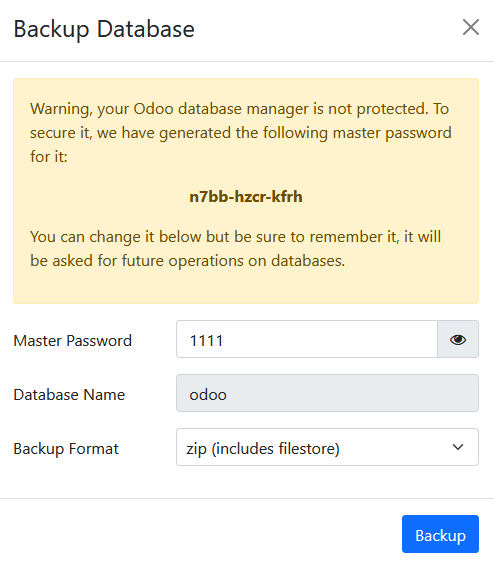 Backup Database
Warning, your Odoo database manager is not protected. To
secure it, we have generated the following master password
for it:
n7bb-hzcr-kfrh
You can change it below but be sure to remember it, it will
be asked for future operations on databases.
Master Password 1111
Database Name odoo
Backup Format zip (includes filestore)
Backup